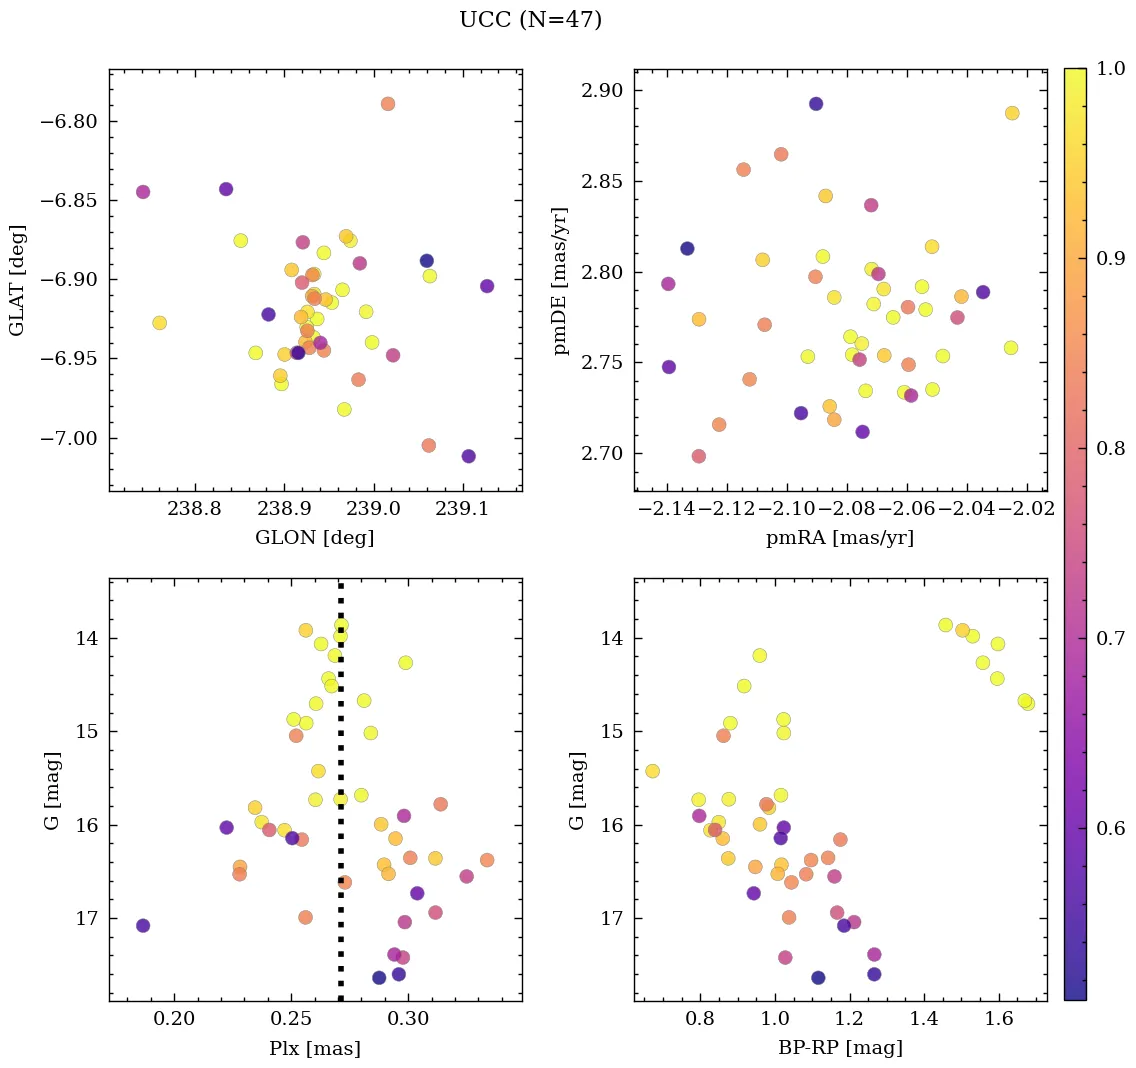 UCC (N=47)
−6.80
−6.85
−6.90
−6.95
−7.00
GLAT [deg]
238.8 238.9 239.0 239.1
GLON [deg]
2.90
2.85
2.80
2.75
2.70
pmDE [mas/yr]
−2.14 −2.12 −2.10 −2.08 −2.06 −2.04 −2.02
pmRA [mas/yr]
1.0
0.9
0.8
0.7
0.6
14
15
16
17
G [mag]
0.20 0.25 0.30
Plx [mas]
14
15
16
17
G [mag]
0.8 1.0 1.2 1.4 1.6
BP-RP [mag]